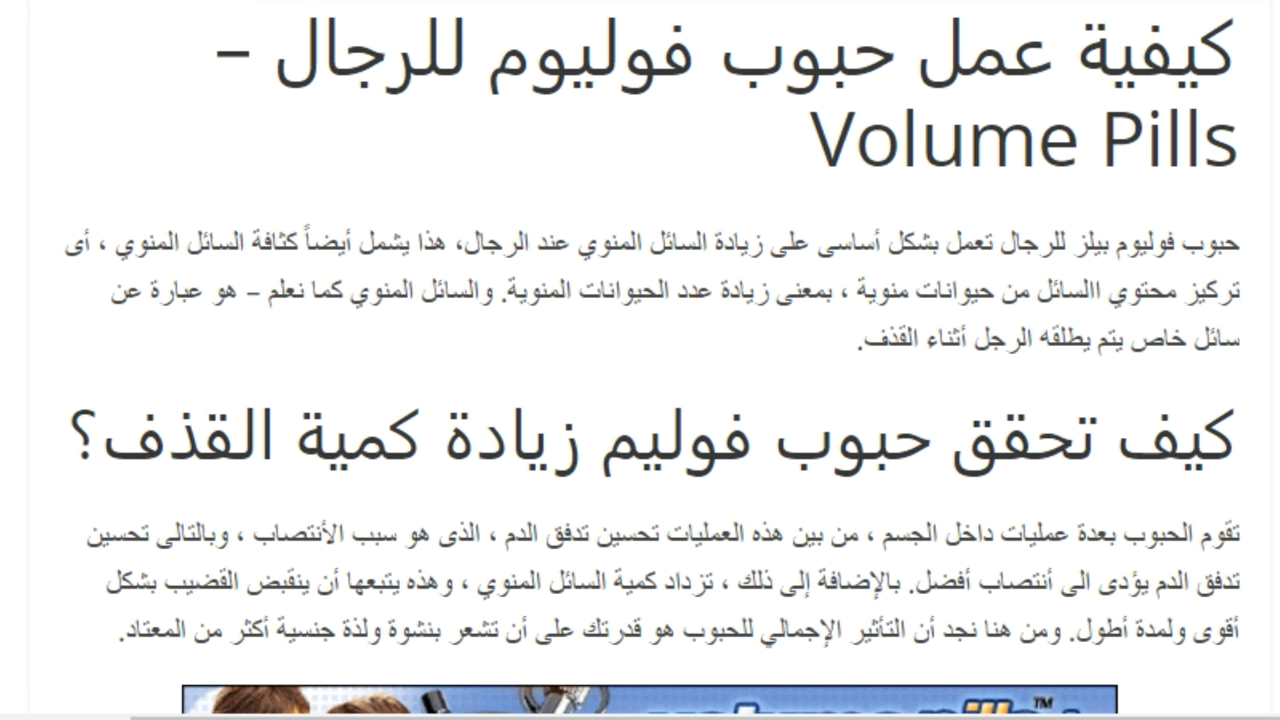 كيفية عمل حبوب فوليوم للرجال –
Volume Pills
حبوب فوليوم بيلز للرجال تعمل بشكل أساسى على زيادة السائل المنوي عند الرجال، هذا يشمل أيضاً كثافة السائل المنوي ، أى
تركيز محتوي االسائل من حيوانات منوية ، بمعنى زيادة عدد الحيوانات المنوية. والسائل المنوي كما نعلم – هو عبارة عن
سائل خاص يتم يطلقه الرجل أثناء القذف.
كيف تحقق حبوب فوليم زيادة كمية القذف؟
تقوم الحبوب بعدة عمليات داخل الجسم ، من بين هذه العمليات تحسين تدفق الدم ، الذى هو سبب الأنتصاب ، وبالتالى تحسين
تدفق الدم يؤدى الى أنتصاب أفضل. بالإضافة إلى ذلك ، تزداد كمية السائل المنوي ، وهذه يتبعها أن ينقبض القضيب بشكل
أقوى ولمدة أطول. ومن هنا نجد أن التأثير الإجمالي للحبوب هو قدرتك على أن تشعر بنشوة ولذة جنسية أكثر من المعتاد.